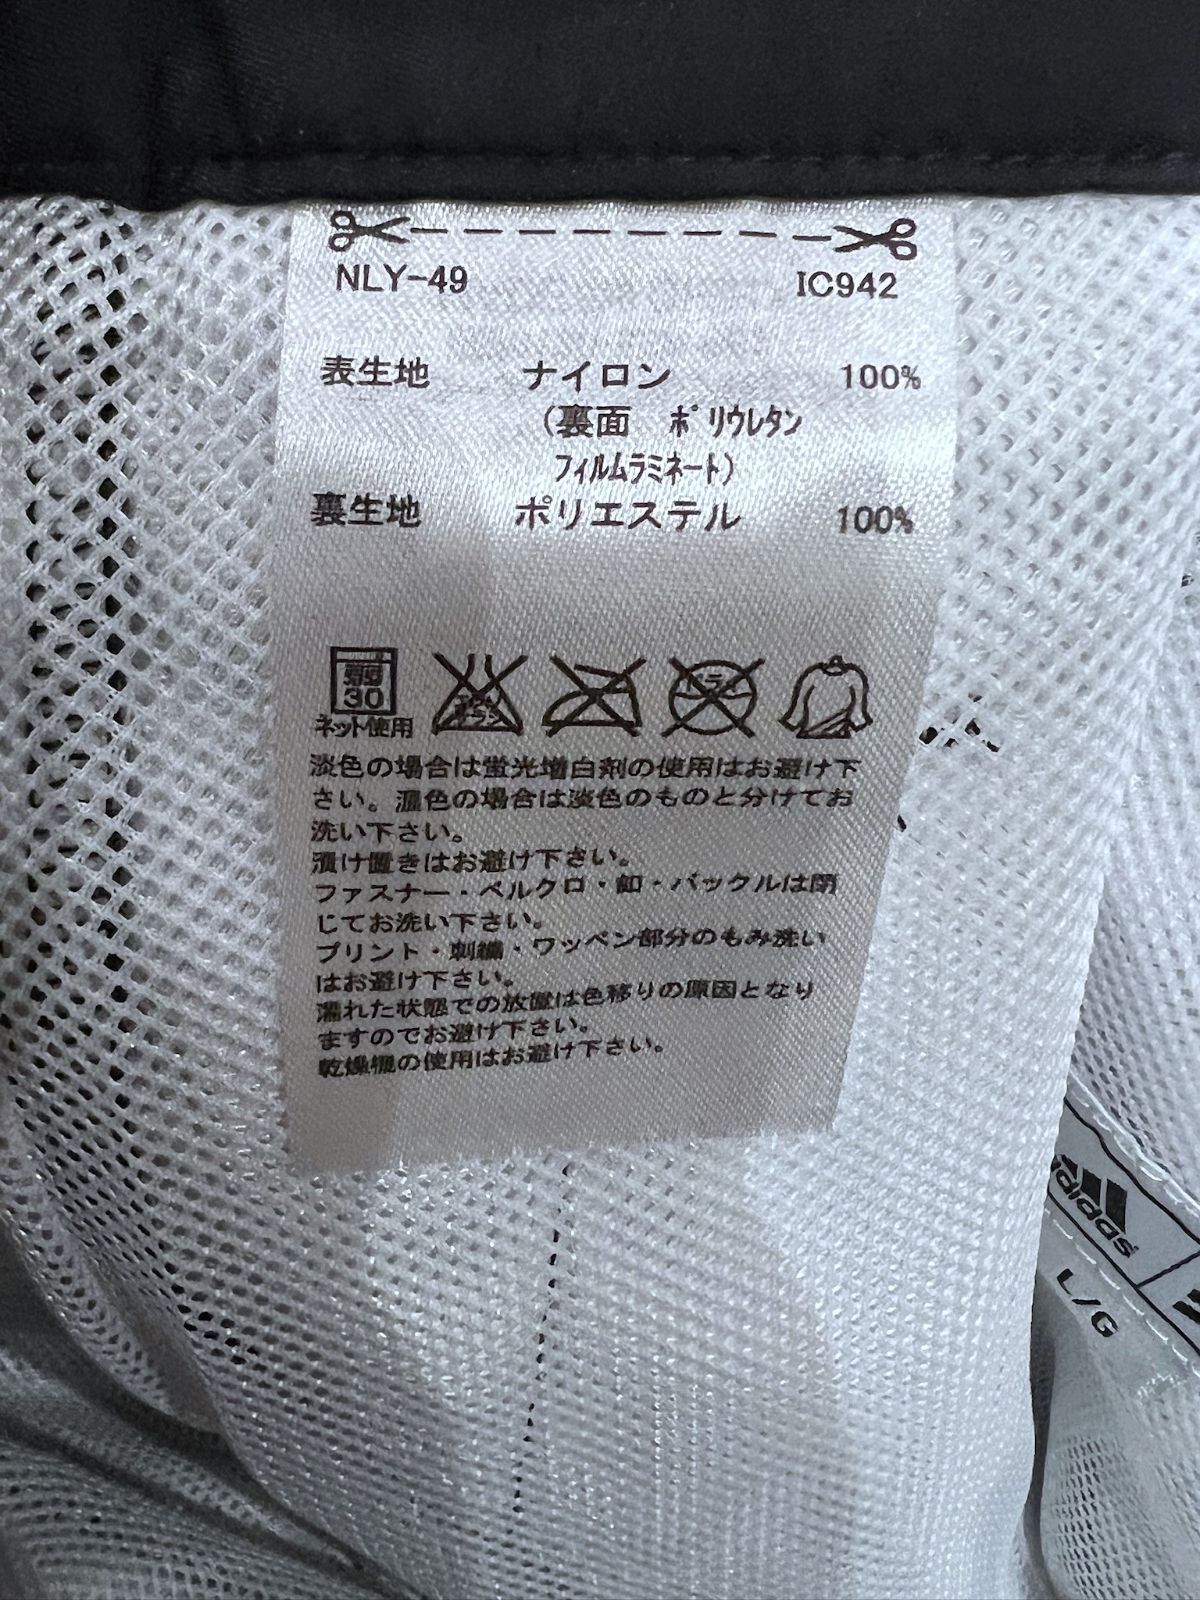 NLY-49 IC942
表生地 ナイロン 100%
(裏面 ポリウレタン
フィルムラミネート)
裏生地 ポリエステル 100%
弱
30
エンソ
サラシ
ドライ
ネット使用
淡色の場合は蛍光増白剤の使用はお避け下
さい。濃色の場合は淡色のものと分けてお
洗い下さい。
漬け置きはお避け下さい。
ファスナー・ベルクロ・釦・バックルは閉
じてお洗い下さい。
プリント・刺繍・ワッペン部分のもみ洗い
はお避け下さい。
濡れた状態での放置は色移りの原因となり
ますのでお避け下さい。
乾燥機の使用はお避け下さい。
adidas
L/G